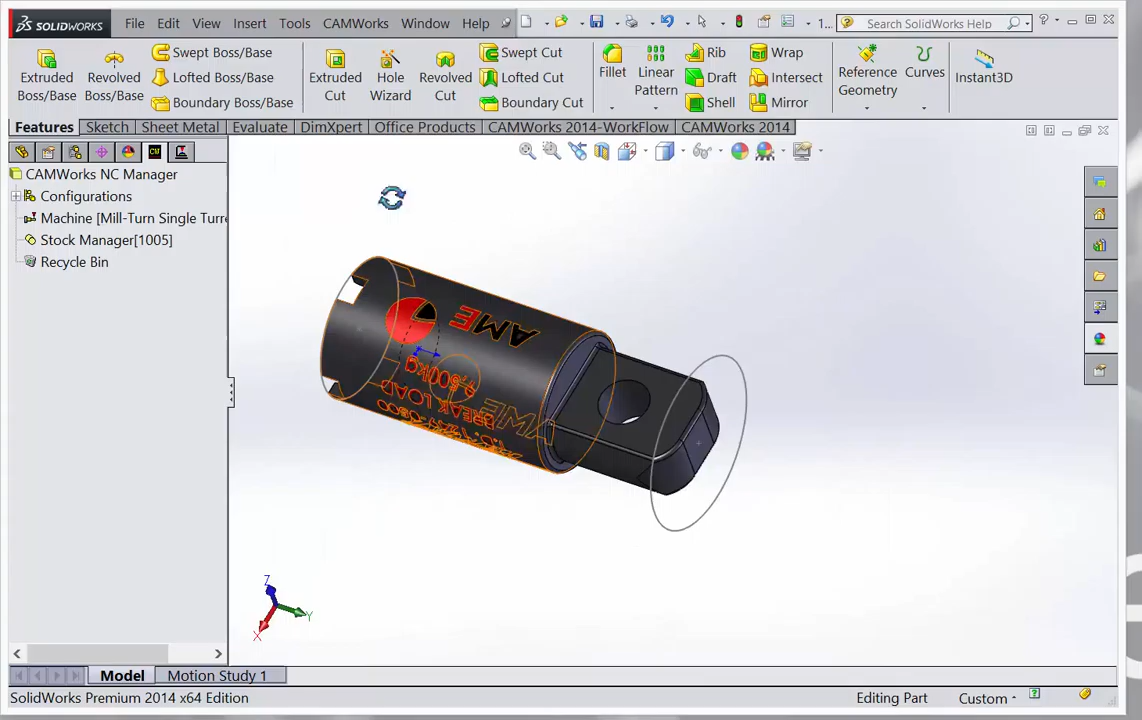 SOLIDWORKS File Edit View Insert Tools CAMWorks Window Help 1... Search SolidWorks Help
Extruded Boss/Base
Revolved Boss/Base
Swept Boss/Base
Lofted Boss/Base
Boundary Boss/Base
Extruded Cut
Hole Wizard
Revolved Cut
Swept Cut
Lofted Cut
Boundary Cut
Fillet
Linear Pattern
Rib
Draft
Shell
Wrap
Intersect
Mirror
Reference Geometry
Curves
Instant3D
Features Sketch Sheet Metal Evaluate DimXpert Office Products CAMWorks 2014-WorkFlow CAMWorks 2014
CAMWorks NC Manager
Configurations
Machine [Mill-Turn Single Turre
Stock Manager[1005]
Recycle Bin
AME
BREAK LOAD
Z
Y
X
Model Motion Study 1
SolidWorks Premium 2014 x64 Edition Editing Part Custom